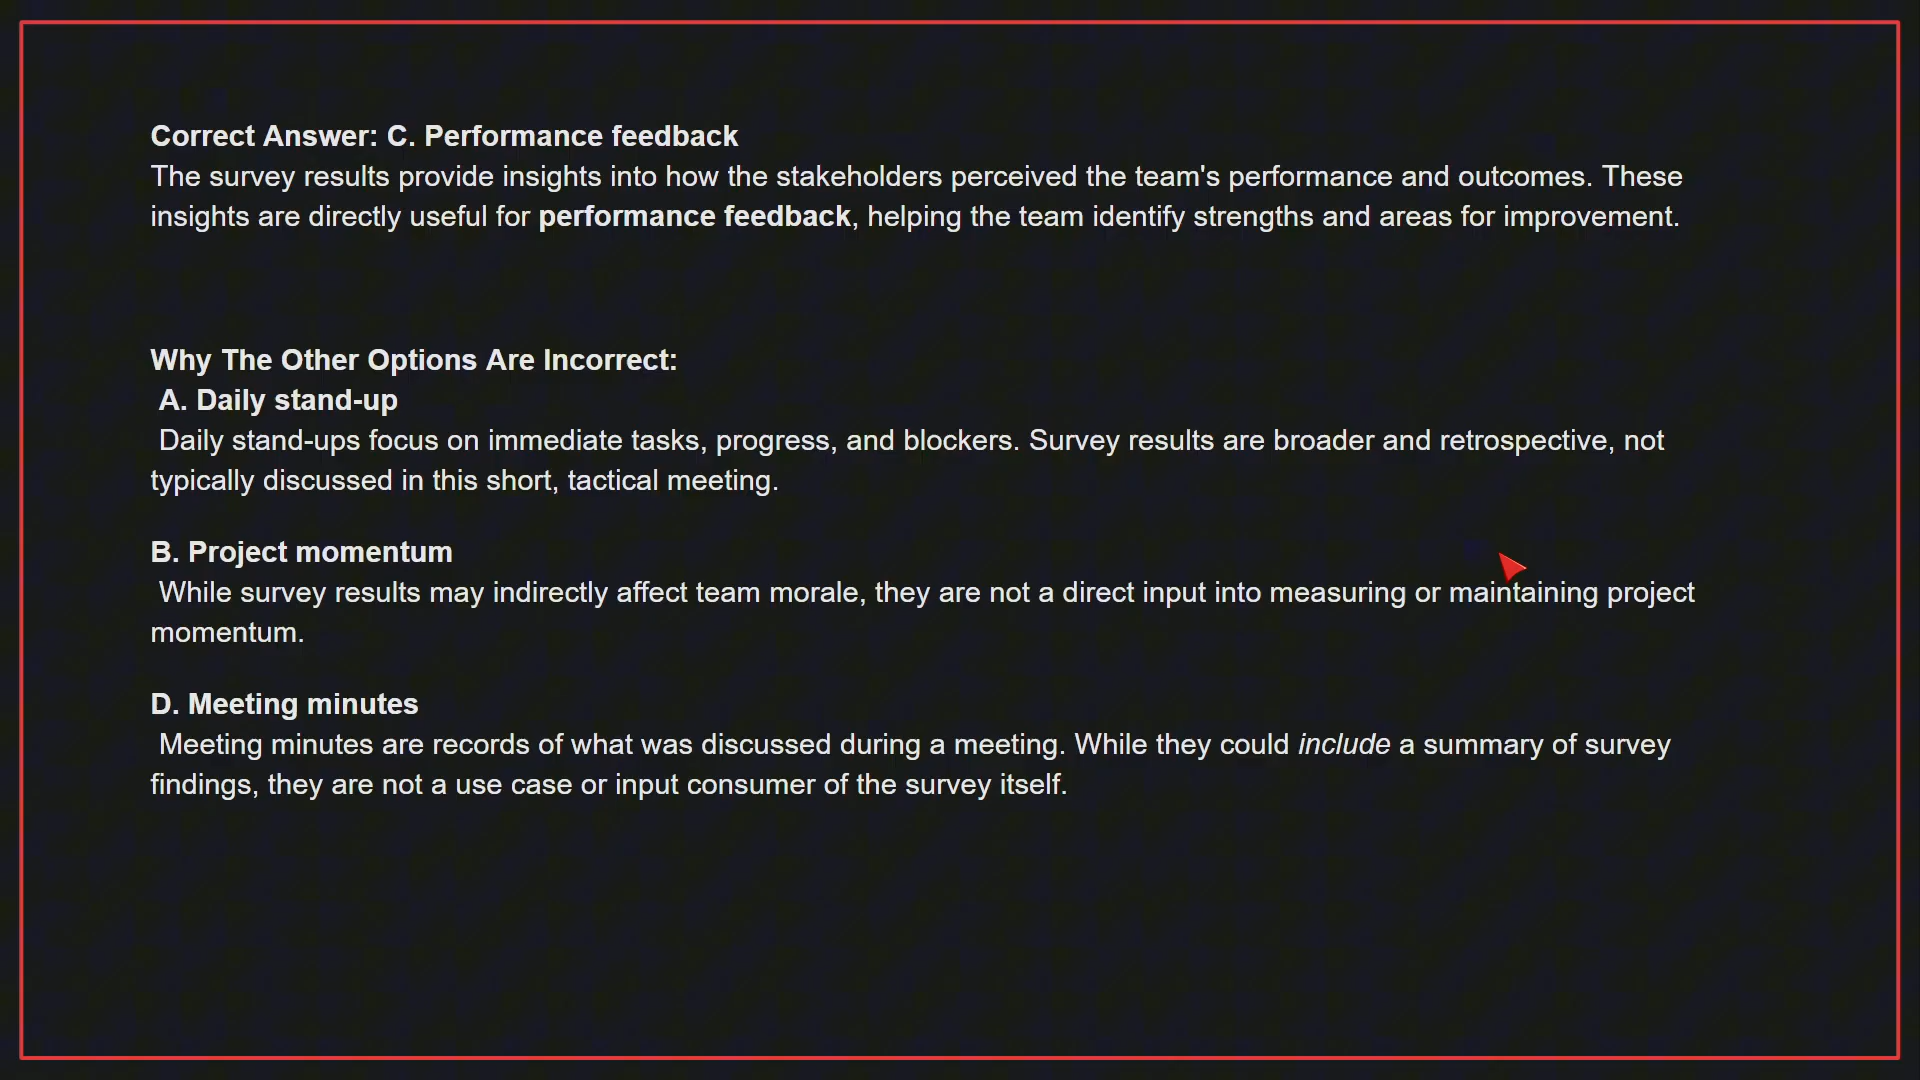 Correct Answer: C. Performance feedback
The survey results provide insights into how the stakeholders perceived the team's performance and outcomes. These
insights are directly useful for performance feedback, helping the team identify strengths and areas for improvement.
Why The Other Options Are Incorrect:
A. Daily stand-up
Daily stand-ups focus on immediate tasks, progress, and blockers. Survey results are broader and retrospective, not
typically discussed in this short, tactical meeting.
B. Project momentum
While survey results may indirectly affect team morale, they are not a direct input into measuring or maintaining project
momentum.
D. Meeting minutes
Meeting minutes are records of what was discussed during a meeting. While they could include a summary of survey
findings, they are not a use case or input consumer of the survey itself.